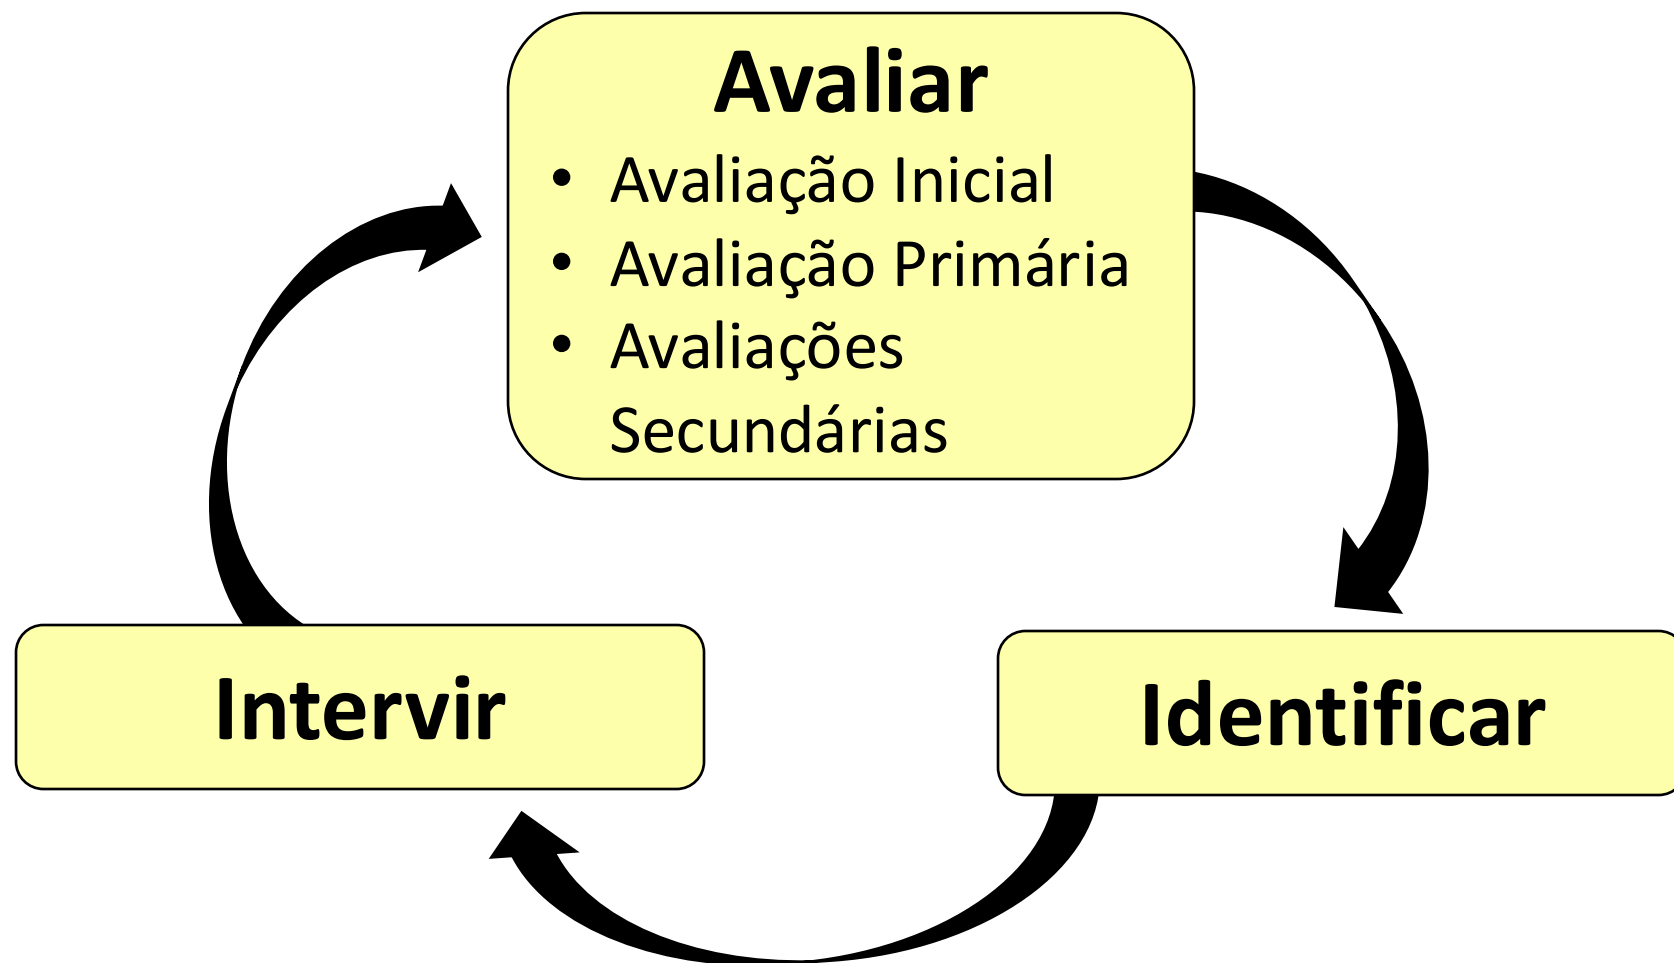 Avaliar
• Avaliação Inicial
• Avaliação Primária
• Avaliações
Secundárias
Intervir
Identificar